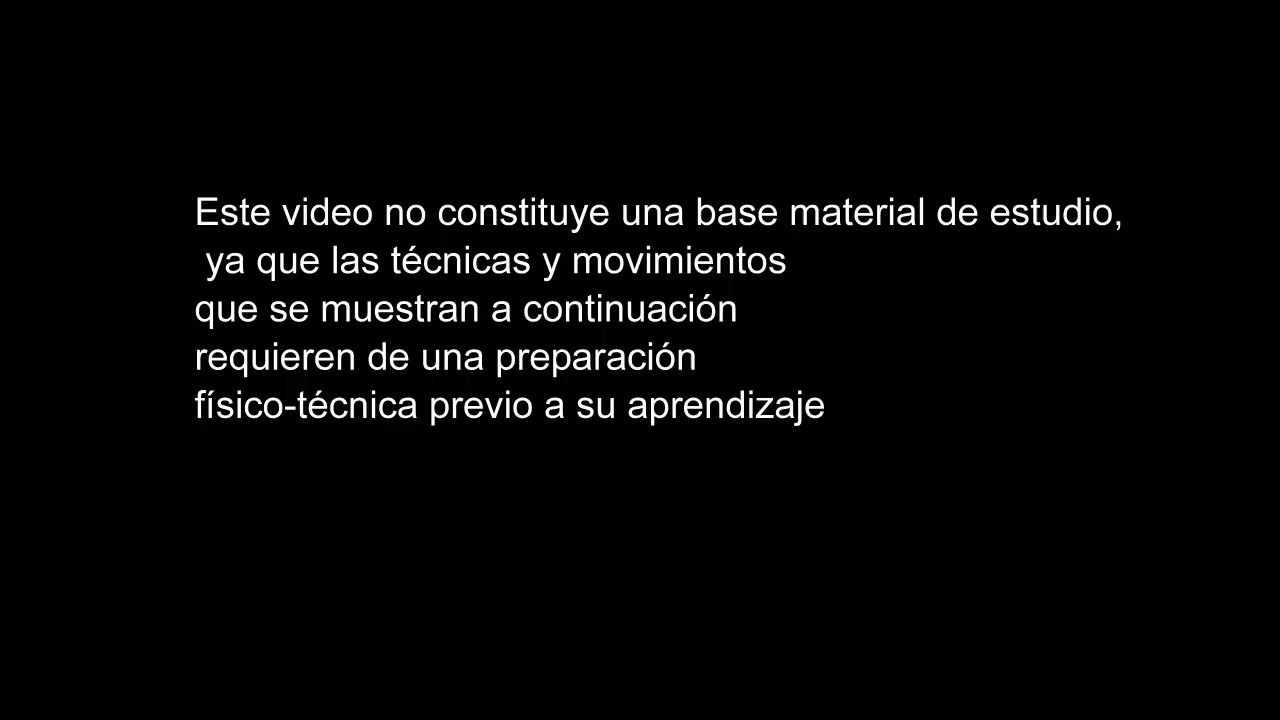 Este video no constituye una base material de estudio,
ya que las técnicas y movimientos
que se muestran a continuación
requieren de una preparación
físico-técnica previo a su aprendizaje